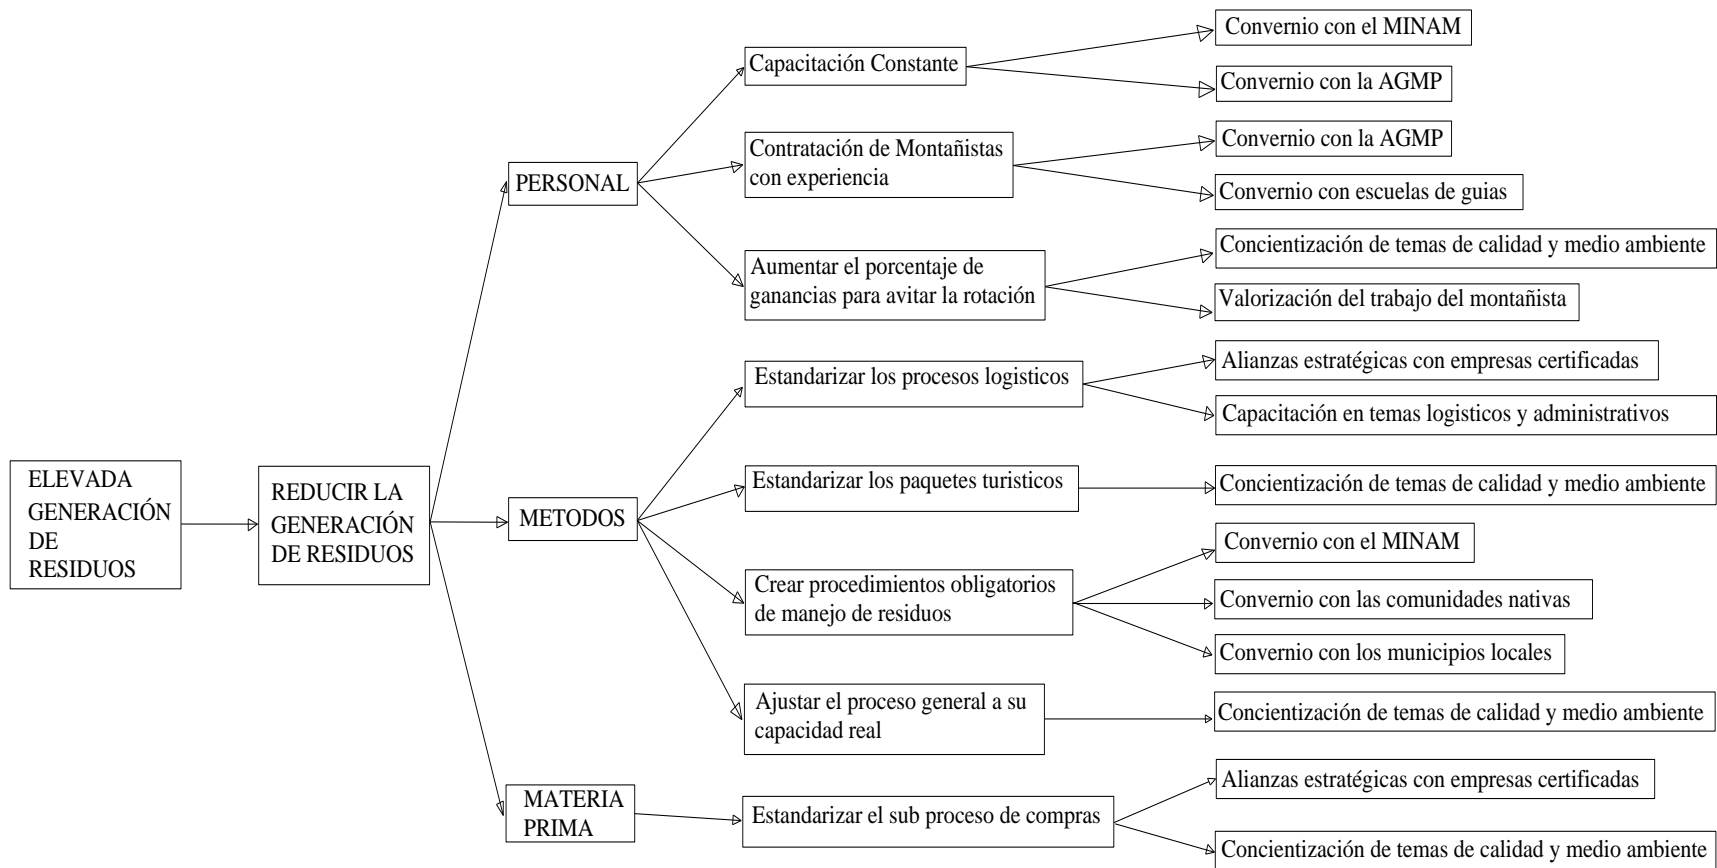 ELEVADA
GENERACIÓN
DE
RESIDUOS
REDUCIR LA
GENERACIÓN
DE RESIDUOS
PERSONAL
Capacitación Constante
Convernio con el MINAM
Convernio con la AGMP
Contratación de Montañistas
con experiencia
Convernio con la AGMP
Convernio con escuelas de guias
Aumentar el porcentaje de
ganancias para avitar la rotación
Concientización de temas de calidad y medio ambiente
Valorización del trabajo del montañista
METODOS
Estandarizar los procesos logisticos
Alianzas estratégicas con empresas certificadas
Capacitación en temas logisticos y administrativos
Estandarizar los paquetes turisticos
Concientización de temas de calidad y medio ambiente
Crear procedimientos obligatorios
de manejo de residuos
Convernio con el MINAM
Convernio con las comunidades nativas
Convernio con los municipios locales
Ajustar el proceso general a su
capacidad real
Concientización de temas de calidad y medio ambiente
MATERIA
PRIMA
Estandarizar el sub proceso de compras
Alianzas estratégicas con empresas certificadas
Concientización de temas de calidad y medio ambiente